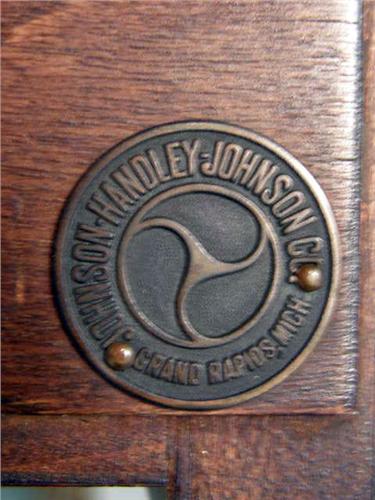 JOHNSON-HANDLEY-JOHNSON CO.
GRAND RAPIDS, MICH.